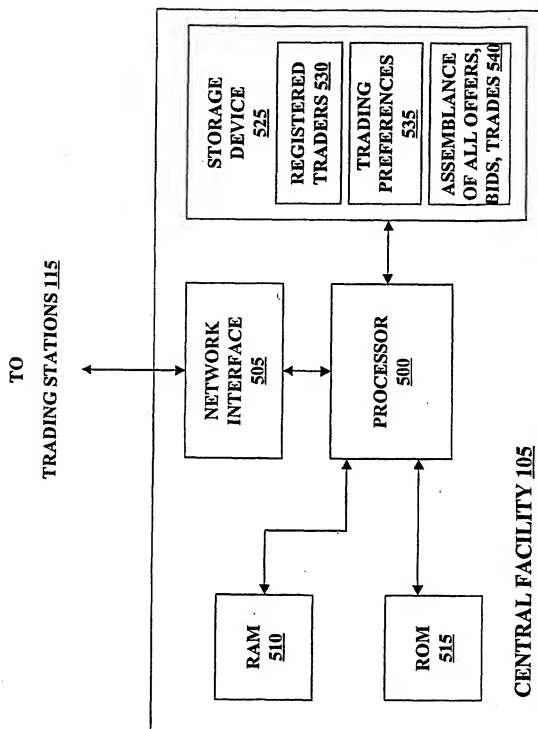 TO
TRADING STATIONS 115
NETWORK
INTERFACE
505
STORAGE
DEVICE
525
REGISTERED
TRADERS 530
TRADING
PREFERENCES
535
ASSEMBLANCE
OF ALL OFFERS,
BIDS, TRADES 540
PROCESSOR
500
RAM
510
ROM
515
CENTRAL FACILITY 105